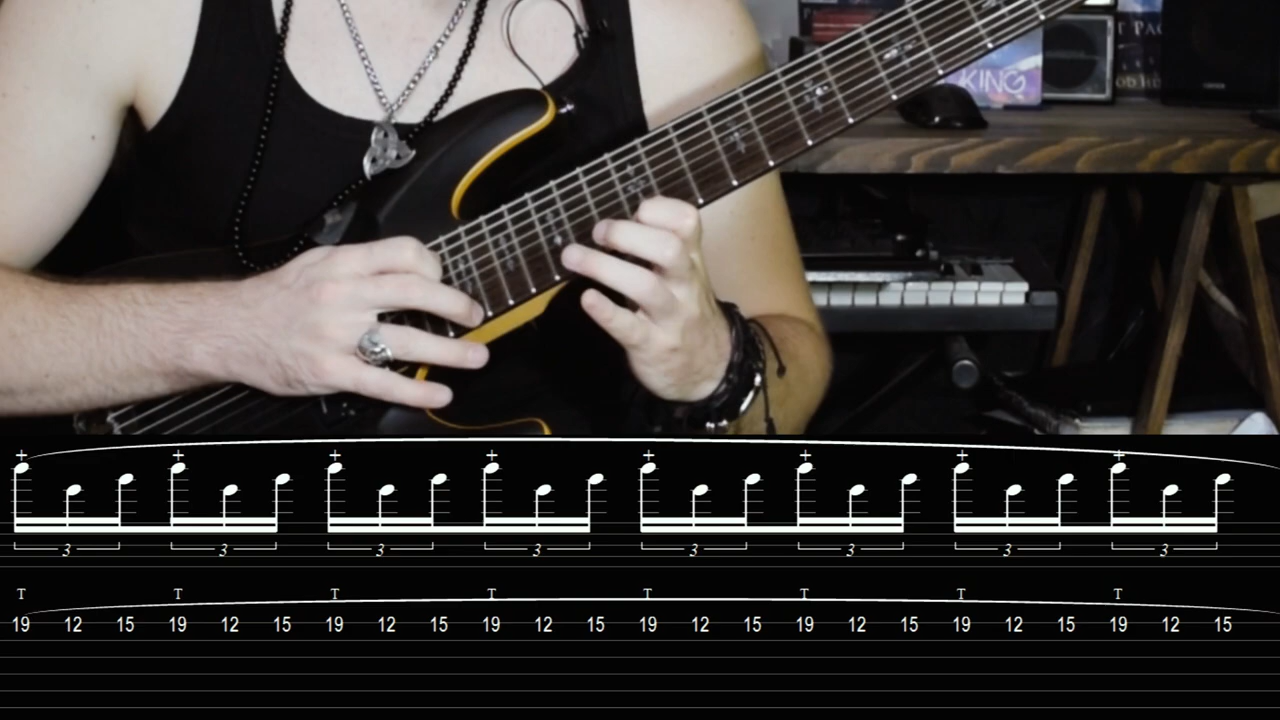 T PAC
KING
+ + + + + + + +
3 3 3 3 3 3 3 3
T T T T T T T T
19 12 15 19 12 15 19 12 15 19 12 15 19 12 15 19 12 15 19 12 15 19 12 15